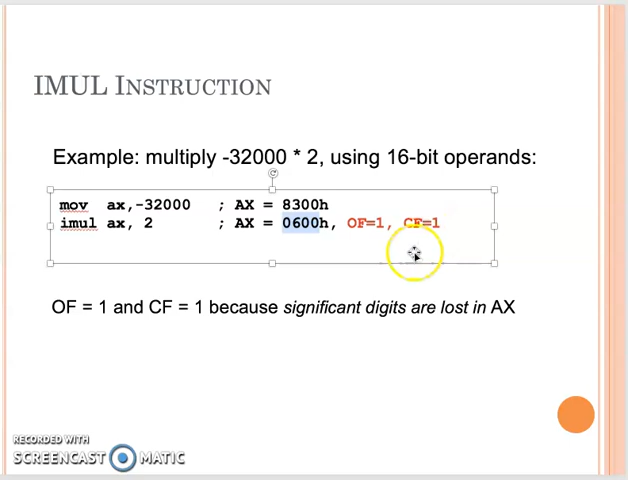 IMUL INSTRUCTION
Example: multiply -32000 * 2, using 16-bit operands:
mov ax,-32000 ; AX = 8300h
imul ax, 2 ; AX = 0600h, OF=1, CF=1
OF = 1 and CF = 1 because significant digits are lost in AX
RECORDED WITH
SCREENCAST MATIC